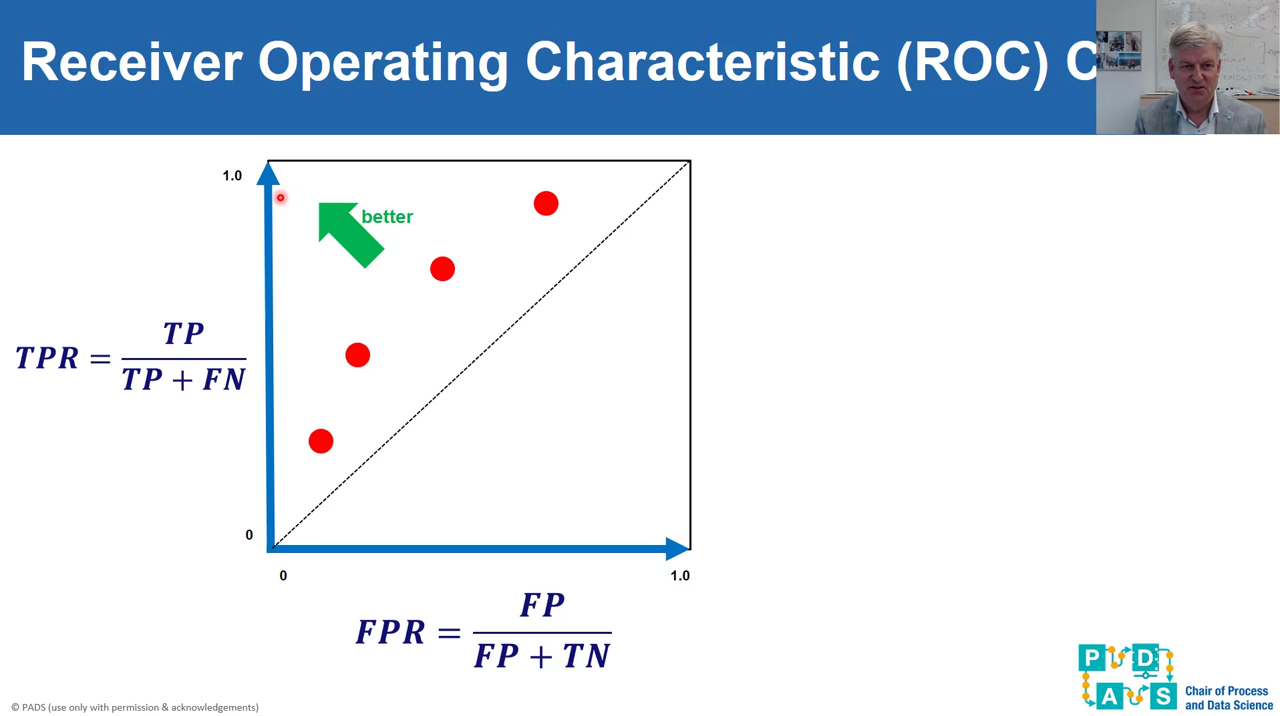 Receiver Operating Characteristic (ROC) C
1.0
better
TPR = TP / TP + FN
0
0
1.0
FPR = FP / FP + TN
P D
A S
Chair of Process
and Data Science
© PADS (use only with permission & acknowledgements)